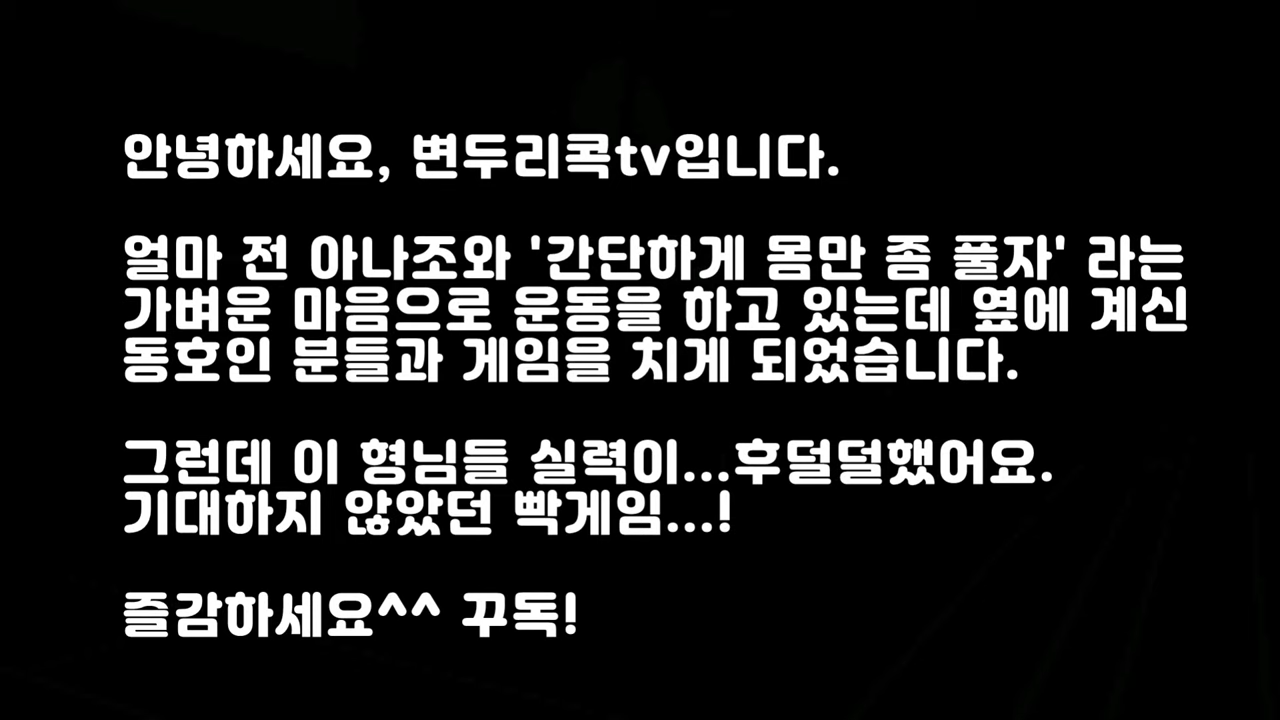 안녕하세요, 변두리콕tv입니다.
얼마 전 아나조와 '간단하게 몸만 좀 풀자' 라는
가벼운 마음으로 운동을 하고 있는데 옆에 계신
동호인 분들과 게임을 치게 되었습니다.
그런데 이 형님들 실력이...후덜덜했어요.
기대하지 않았던 빡게임...!
즐감하세요^^ 꾸독!